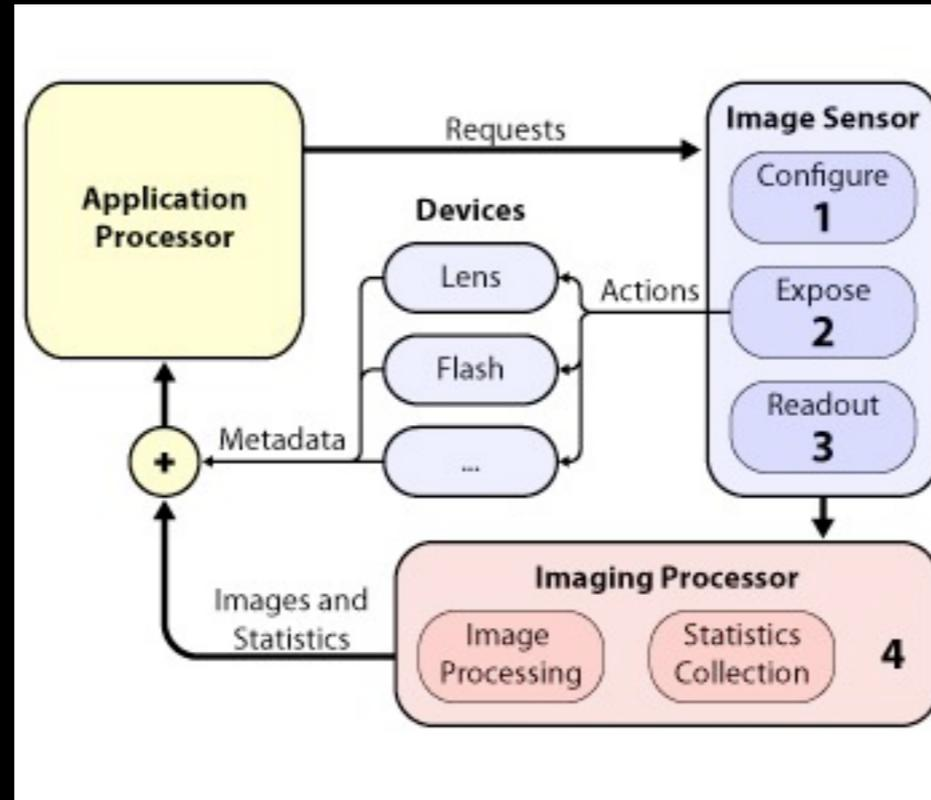 Requests
Image Sensor
Configure
1
Application
Processor
Devices
Lens
Actions
Expose
2
Flash
Readout
3
Metadata
+
...
Imaging Processor
Images and
Statistics
Image
Processing
Statistics
Collection
4